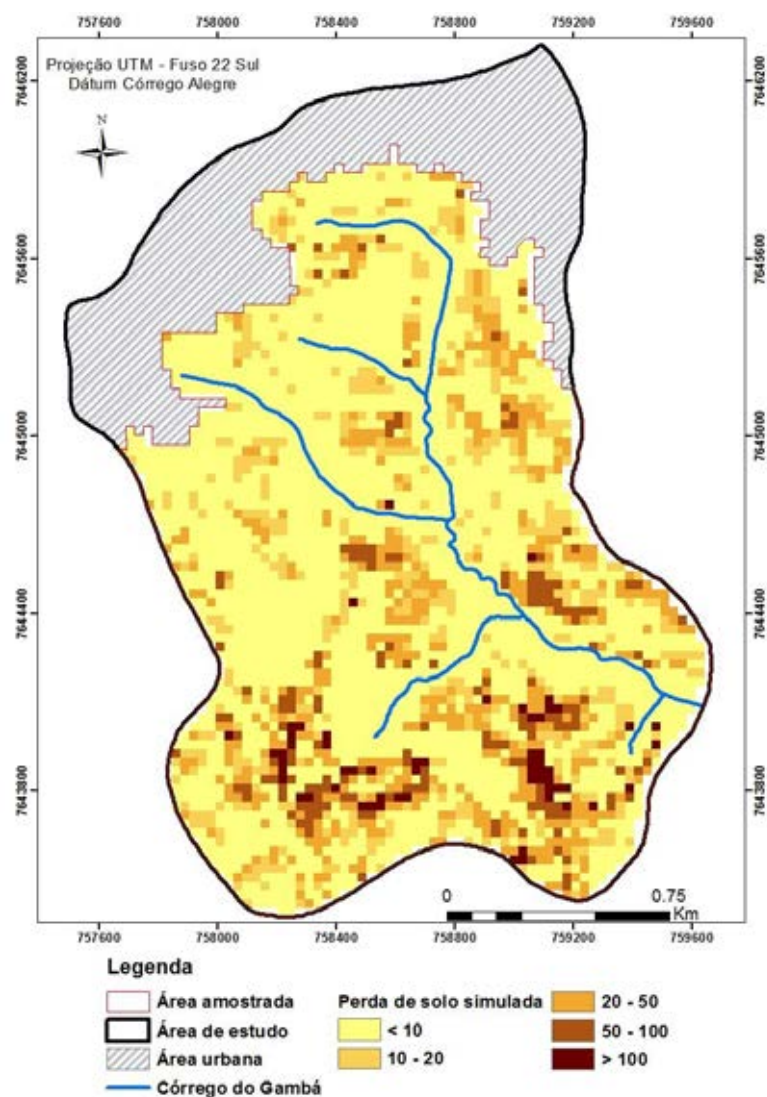 757600 758000 758400 758800 759200 759600
Projeção UTM - Fuso 22 Sul
Dátum Córrego Alegre
N
7646200 7646200
7645600 7645600
7645000 7645000
7644400 7644400
7643800 7643800
0 0.75
Km
757600 758000 758400 758800 759200 759600
Legenda
Área amostrada
Área de estudo
Área urbana
Córrego do Gambá
Perda de solo simulada
< 10
10 - 20
20 - 50
50 - 100
> 100